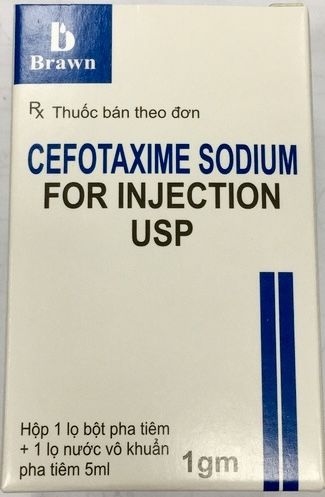 Brawn
Rx Thuốc bán theo đơn
CEFOTAXIME SODIUM
FOR INJECTION
USP
Hộp 1 lọ bột pha tiêm
+ 1 lọ nước vô khuẩn
pha tiêm 5ml
1gm